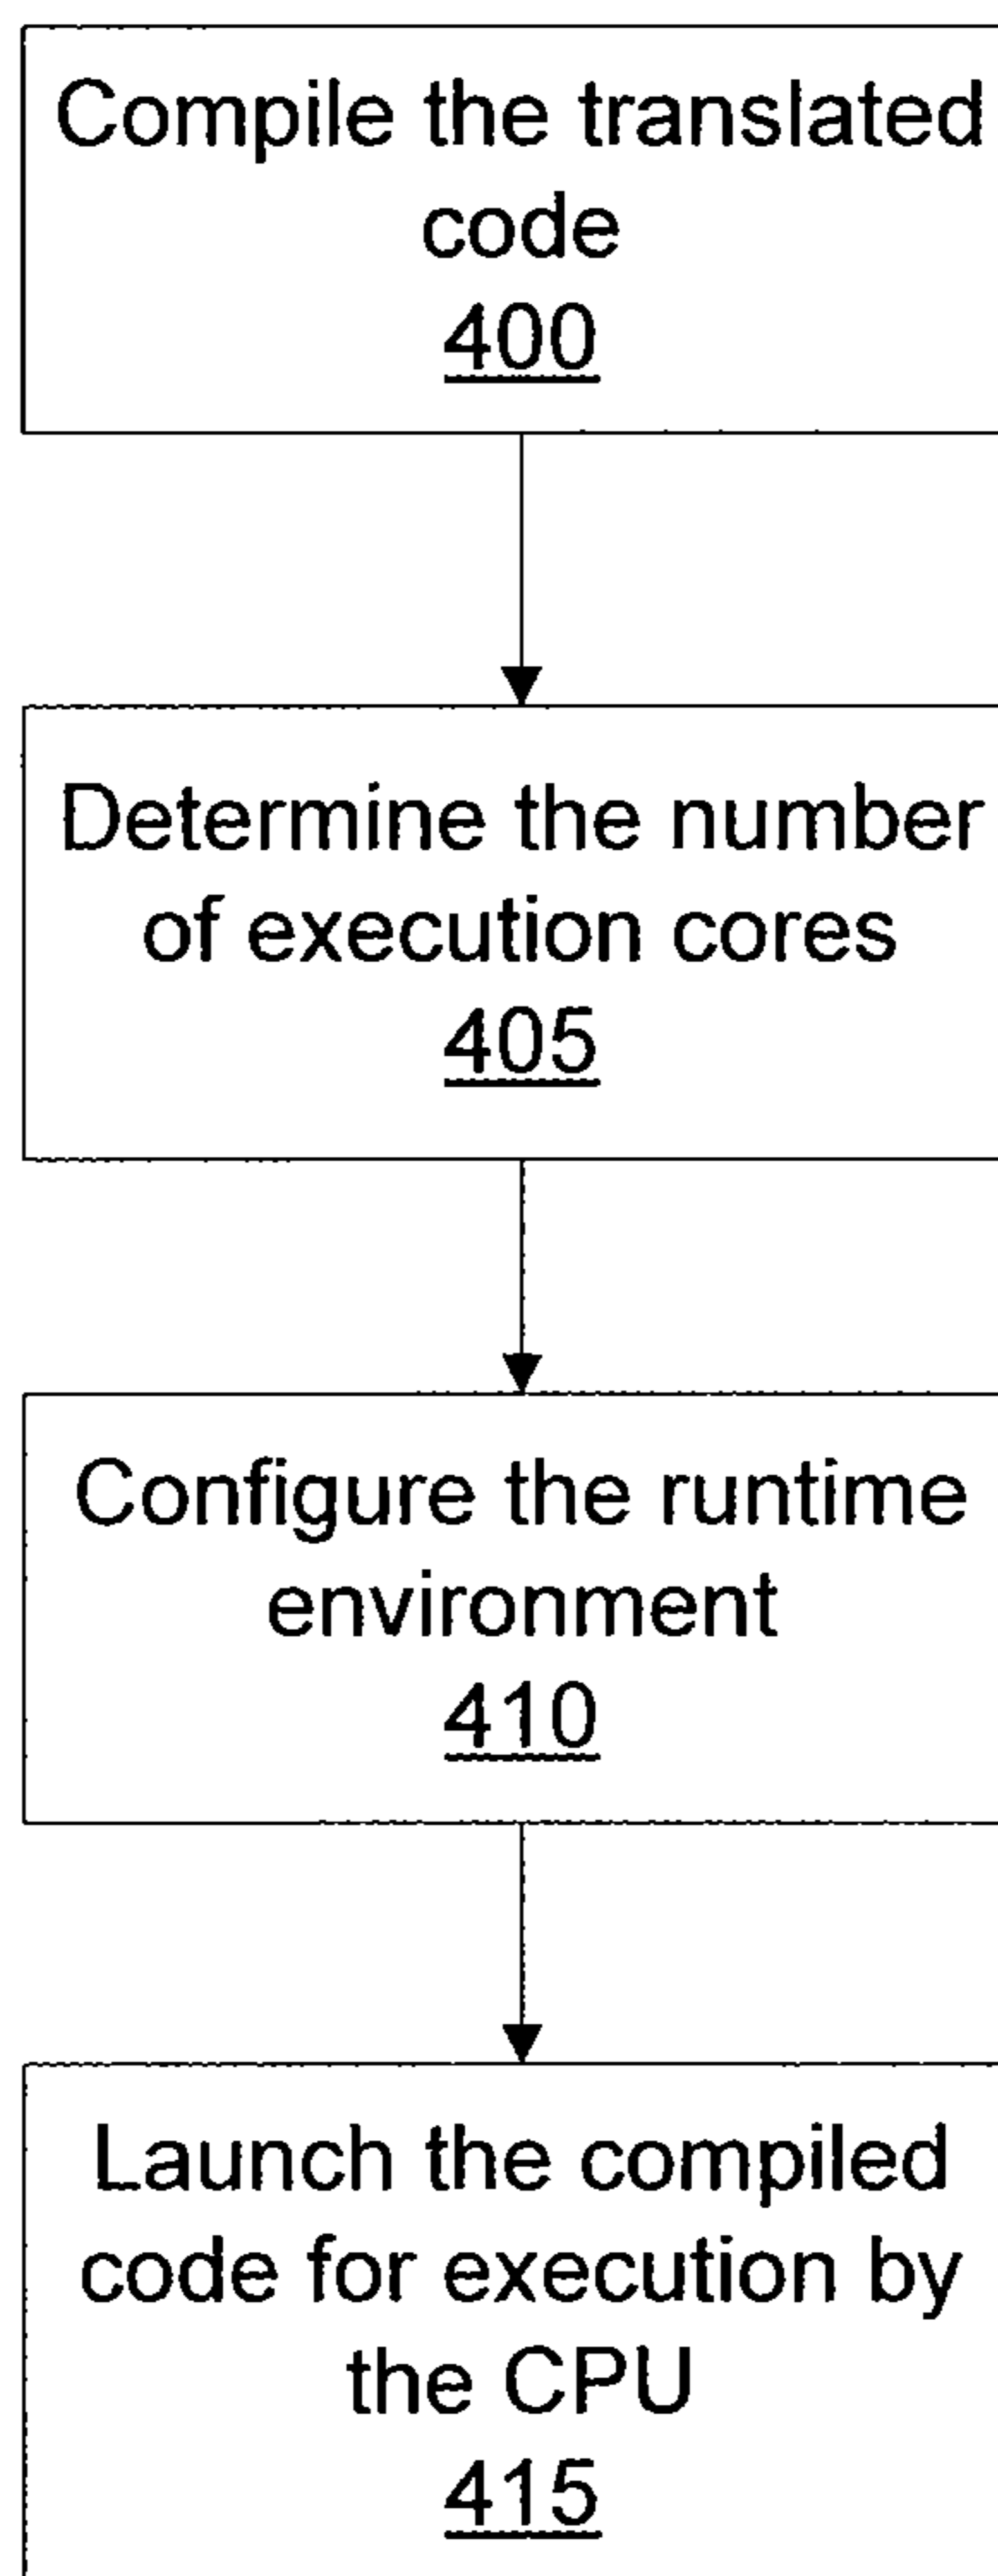 Compile the translated
code
400
Determine the number
of execution cores
405
Configure the runtime
environment
410
Launch the compiled
code for execution by
the CPU
415